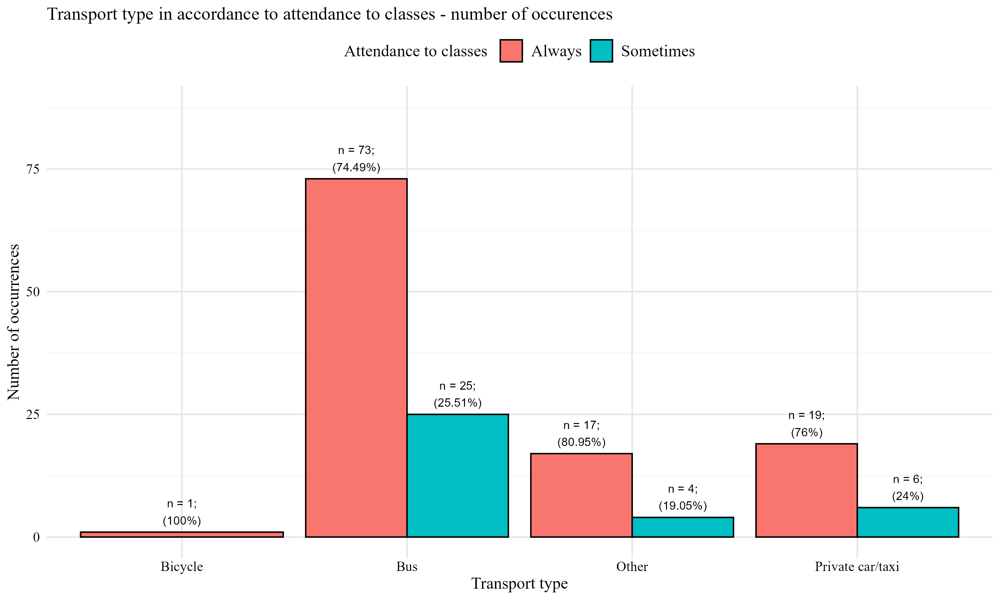 Transport type in accordance to attendance to classes - number of occurences
Attendance to classes Always Sometimes
Number of occurrences
75
50
25
0
n = 1;
(100%)
n = 73;
(74.49%)
n = 25;
(25.51%)
n = 17;
(80.95%)
n = 4;
(19.05%)
n = 19;
(76%)
n = 6;
(24%)
Bicycle Bus Other Private car/taxi
Transport type